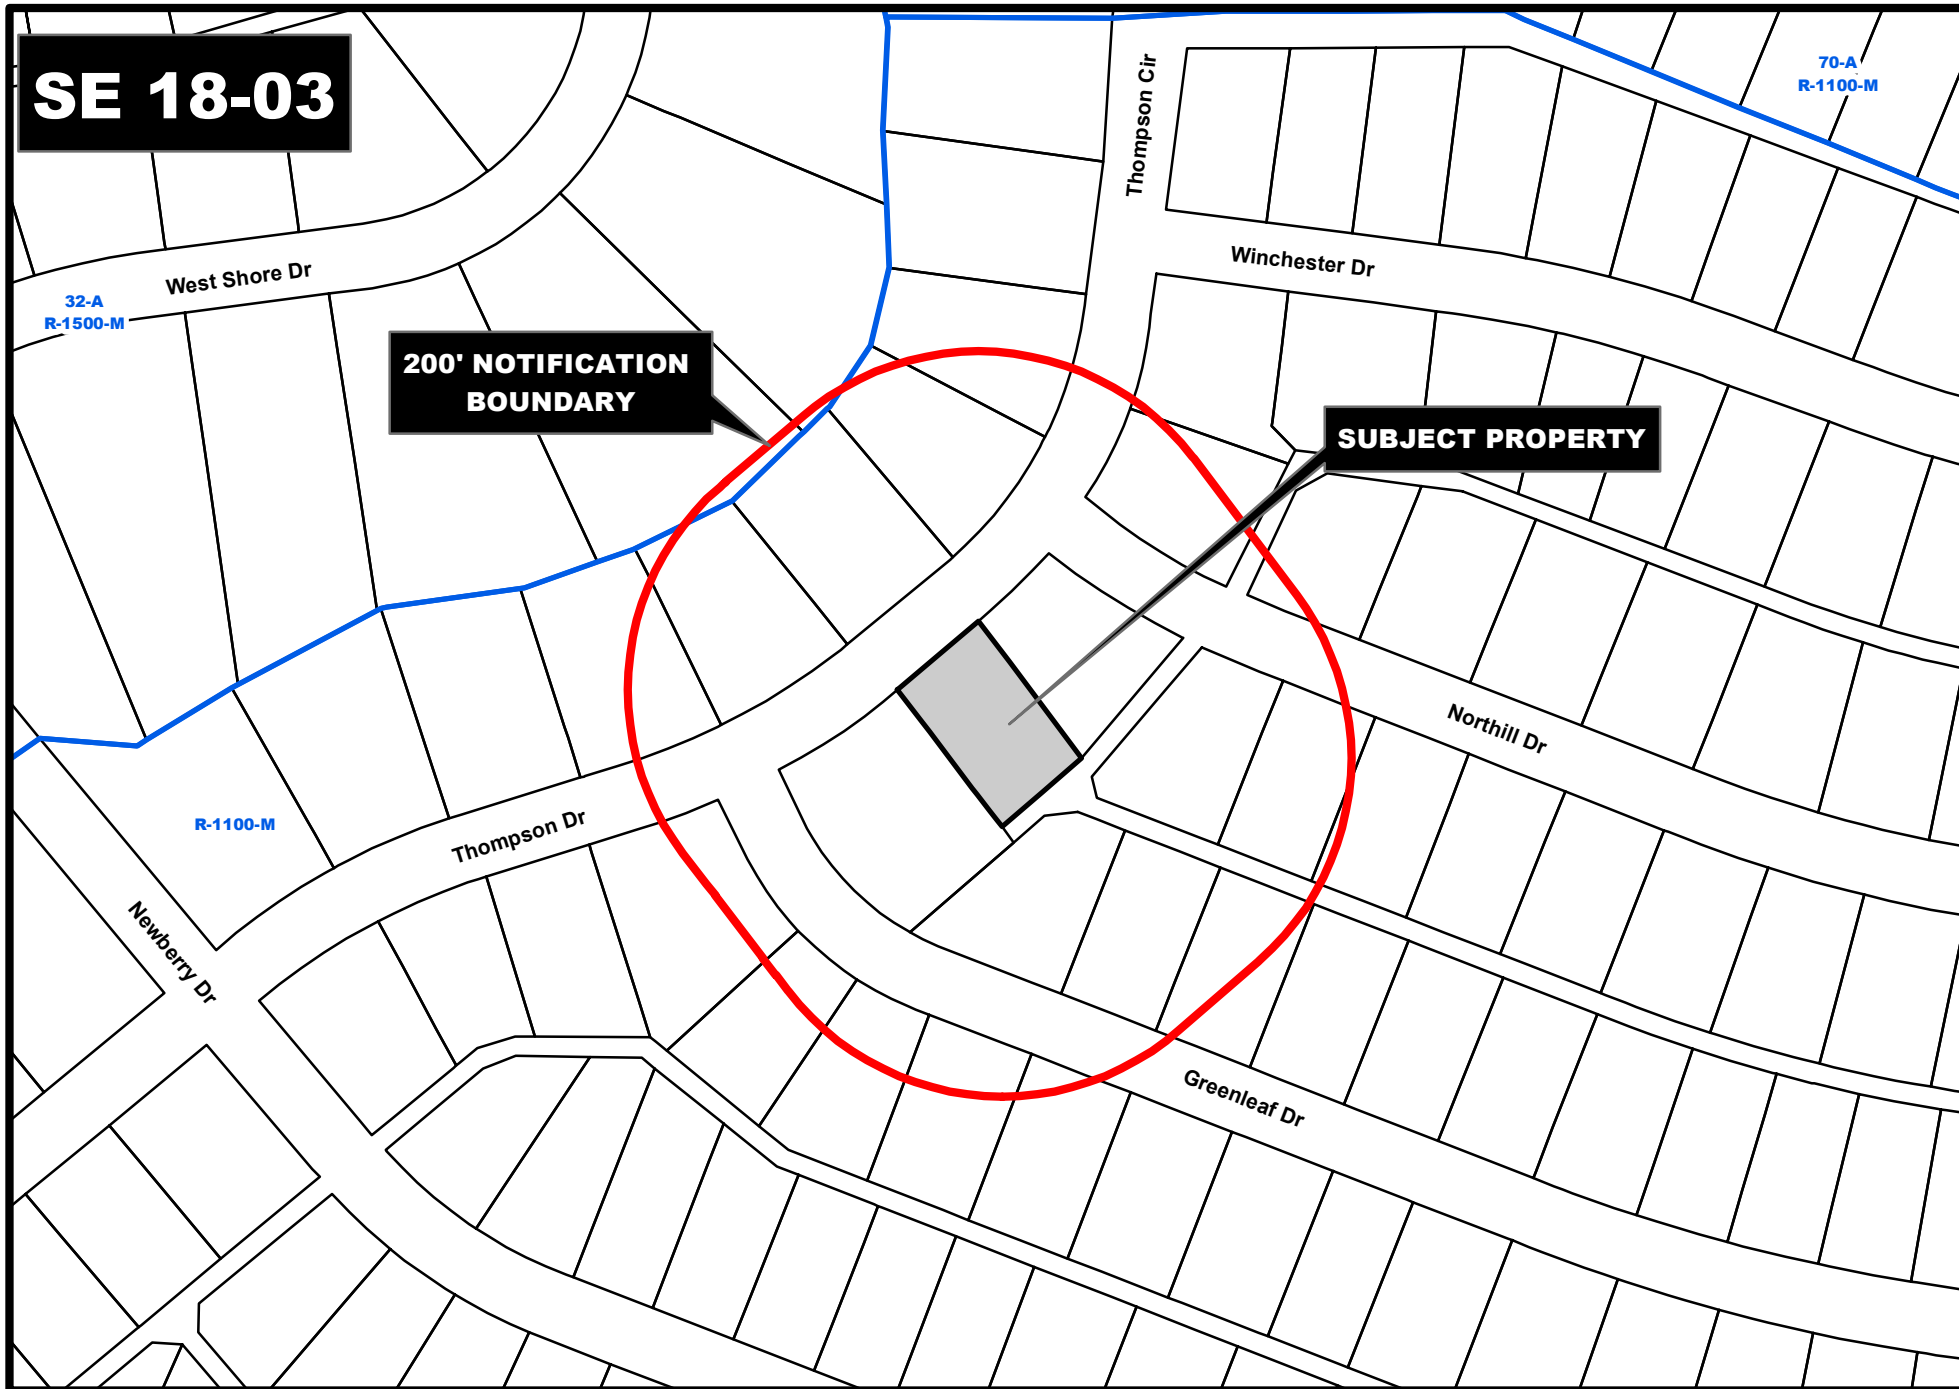 SE 18-03
70-A
R-1100-M
Thompson Cir
Winchester Dr
West Shore Dr
32-A
R-1500-M
200' NOTIFICATION
BOUNDARY
SUBJECT PROPERTY
Northill Dr
R-1100-M
Thompson Dr
Newberry Dr
Greenleaf Dr